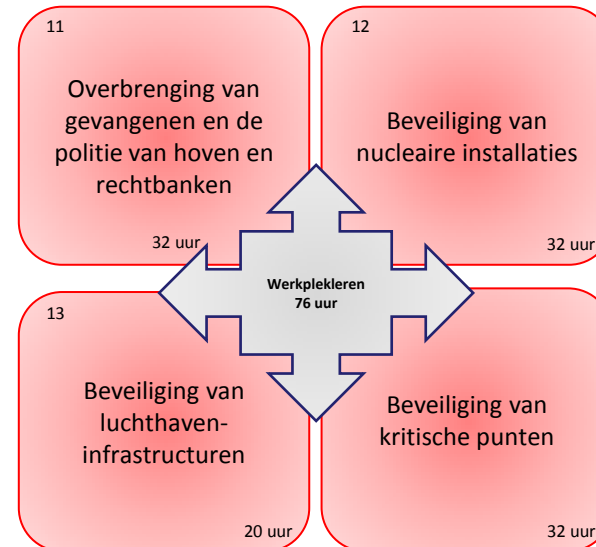 11
Overbrenging van
gevangenen en de
politie van hoven en
rechtbanken
32 uur
12
Beveiliging van
nucleaire installaties
32 uur
Werkplekleren
76 uur
13
Beveiliging van
luchthaven-
infrastructuren
20 uur
Beveiliging van
kritische punten
32 uur